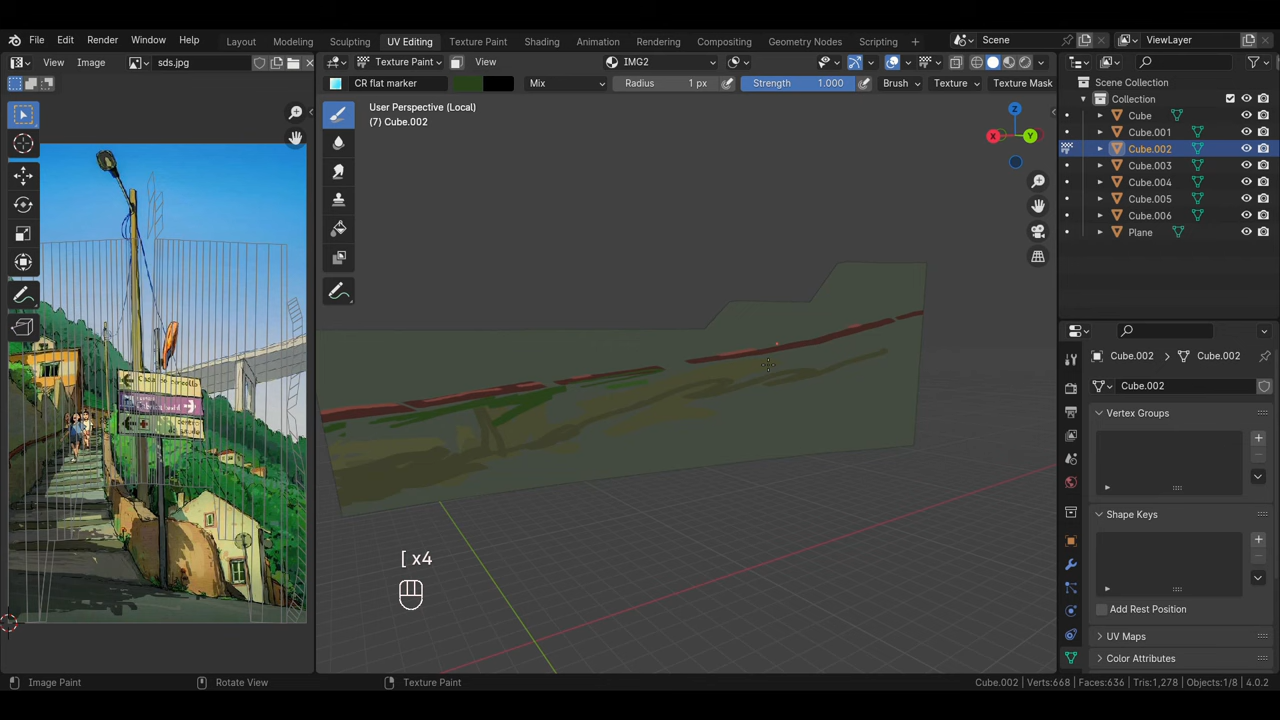 File Edit Render Window Help
Layout Modeling Sculpting UV Editing Texture Paint Shading Animation Rendering Compositing Geometry Nodes Scripting +
Scene
ViewLayer
View Image sds.jpg
Texture Paint View IMG2
CR flat marker Mix Radius 1 px Strength 1.000 Brush Texture Texture Mask
User Perspective (Local)
(7) Cube.002
Z
X Y
[ x4
Scene Collection
Collection
Cube
Cube.001
Cube.002
Cube.003
Cube.004
Cube.005
Cube.006
Plane
Cube.002 > Cube.002
Cube.002
Vertex Groups
Shape Keys
Add Rest Position
UV Maps
Color Attributes
Image Paint Rotate View Texture Paint
Cube.002 | Verts:668 | Faces:636 | Tris:1,278 | Objects:1/8 | 4.0.2